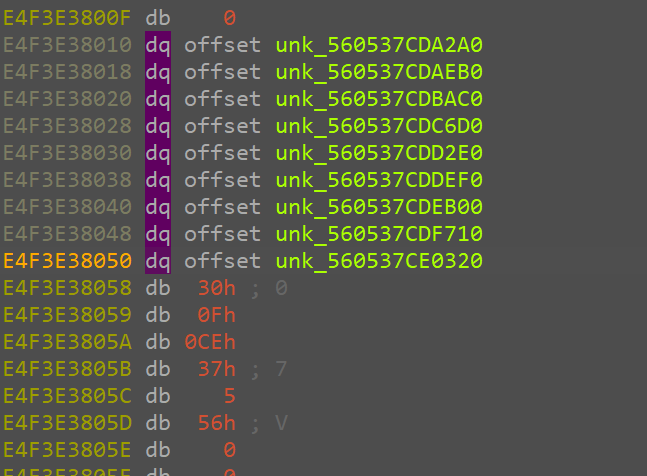 E4F3E3800F db 0
E4F3E38010 dq offset unk_560537CDA2A0
E4F3E38018 dq offset unk_560537CDAEB0
E4F3E38020 dq offset unk_560537CDBAC0
E4F3E38028 dq offset unk_560537CDC6D0
E4F3E38030 dq offset unk_560537CDD2E0
E4F3E38038 dq offset unk_560537CDDEF0
E4F3E38040 dq offset unk_560537CDEB00
E4F3E38048 dq offset unk_560537CDF710
E4F3E38050 dq offset unk_560537CE0320
E4F3E38058 db 30h ; 0
E4F3E38059 db 0Fh
E4F3E3805A db 0CEh
E4F3E3805B db 37h ; 7
E4F3E3805C db 5
E4F3E3805D db 56h ; V
E4F3E3805E db 0
E4F3E3805F db 0